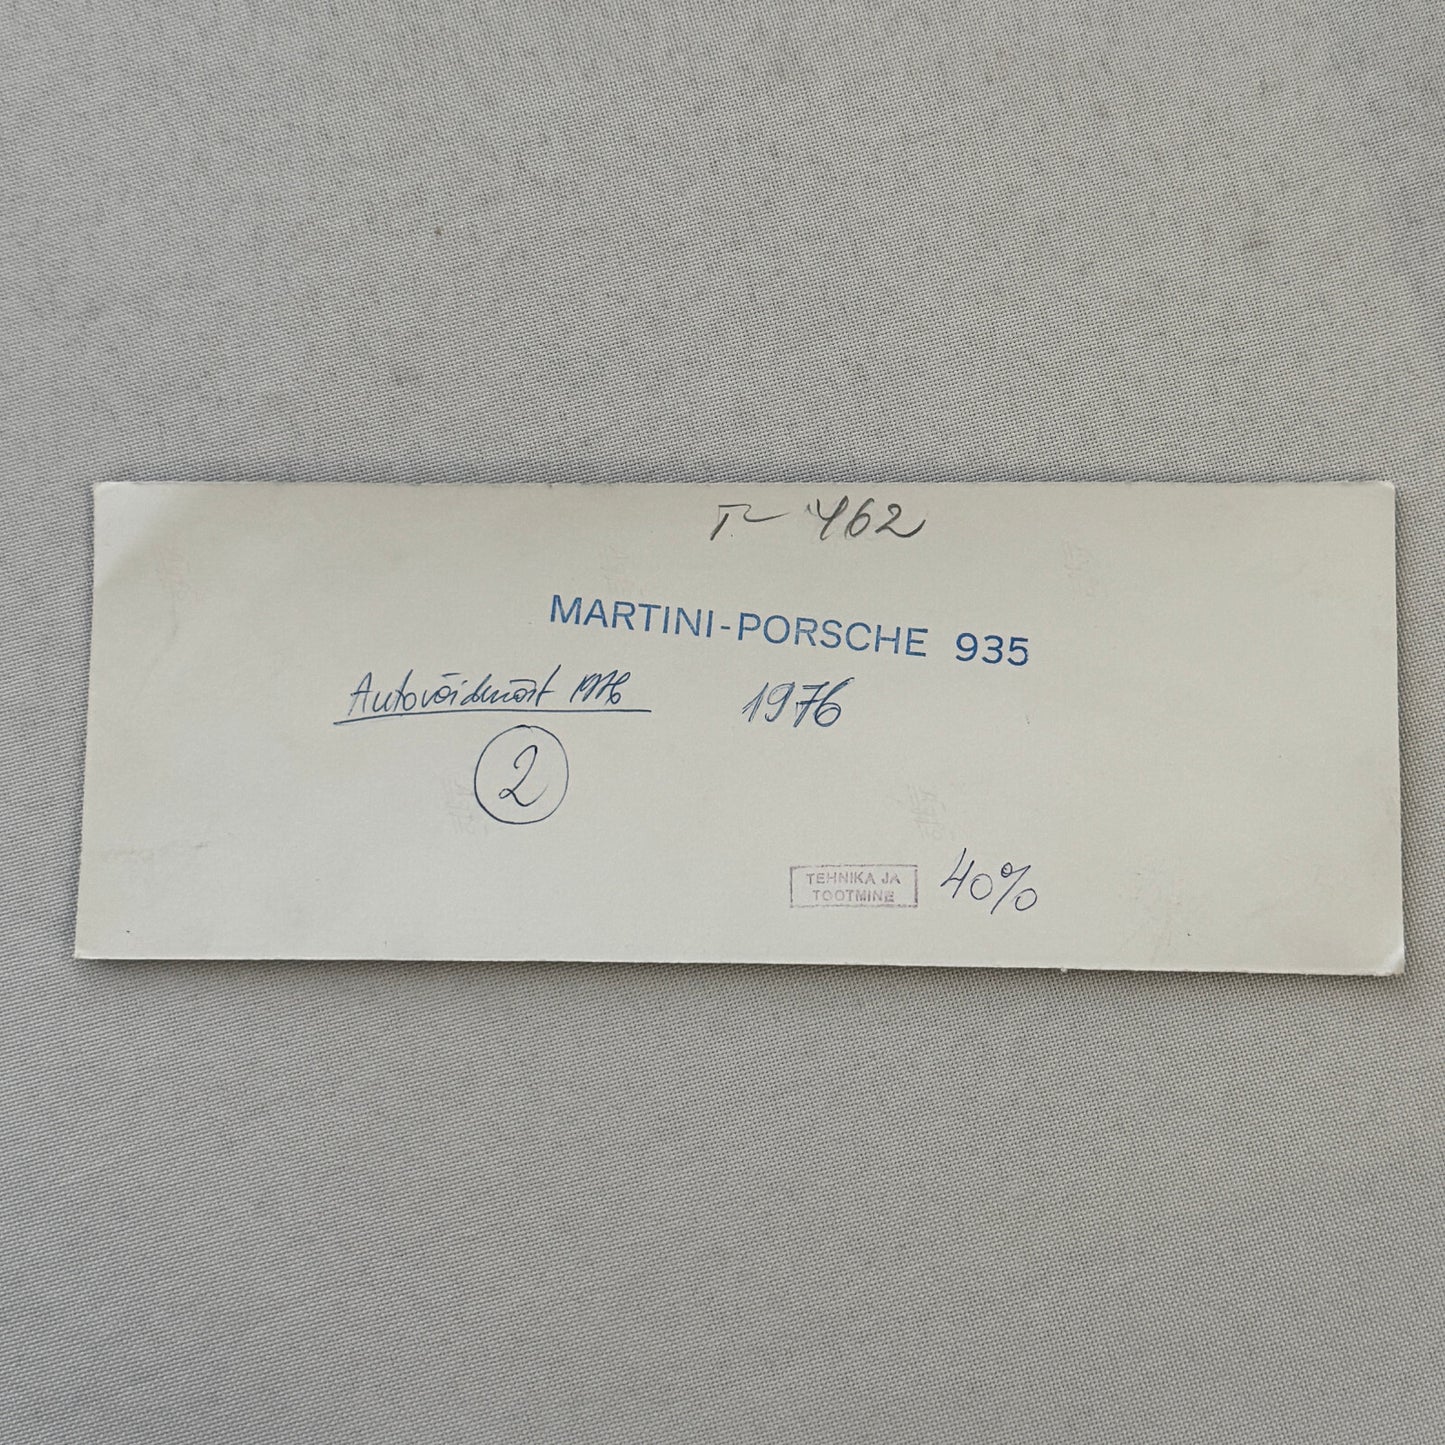 T- 462
MARTINI-PORSCHE 935
Autovõidusõit 1976
1976
2
TEHNIKA JA
TOOTMINE
40%